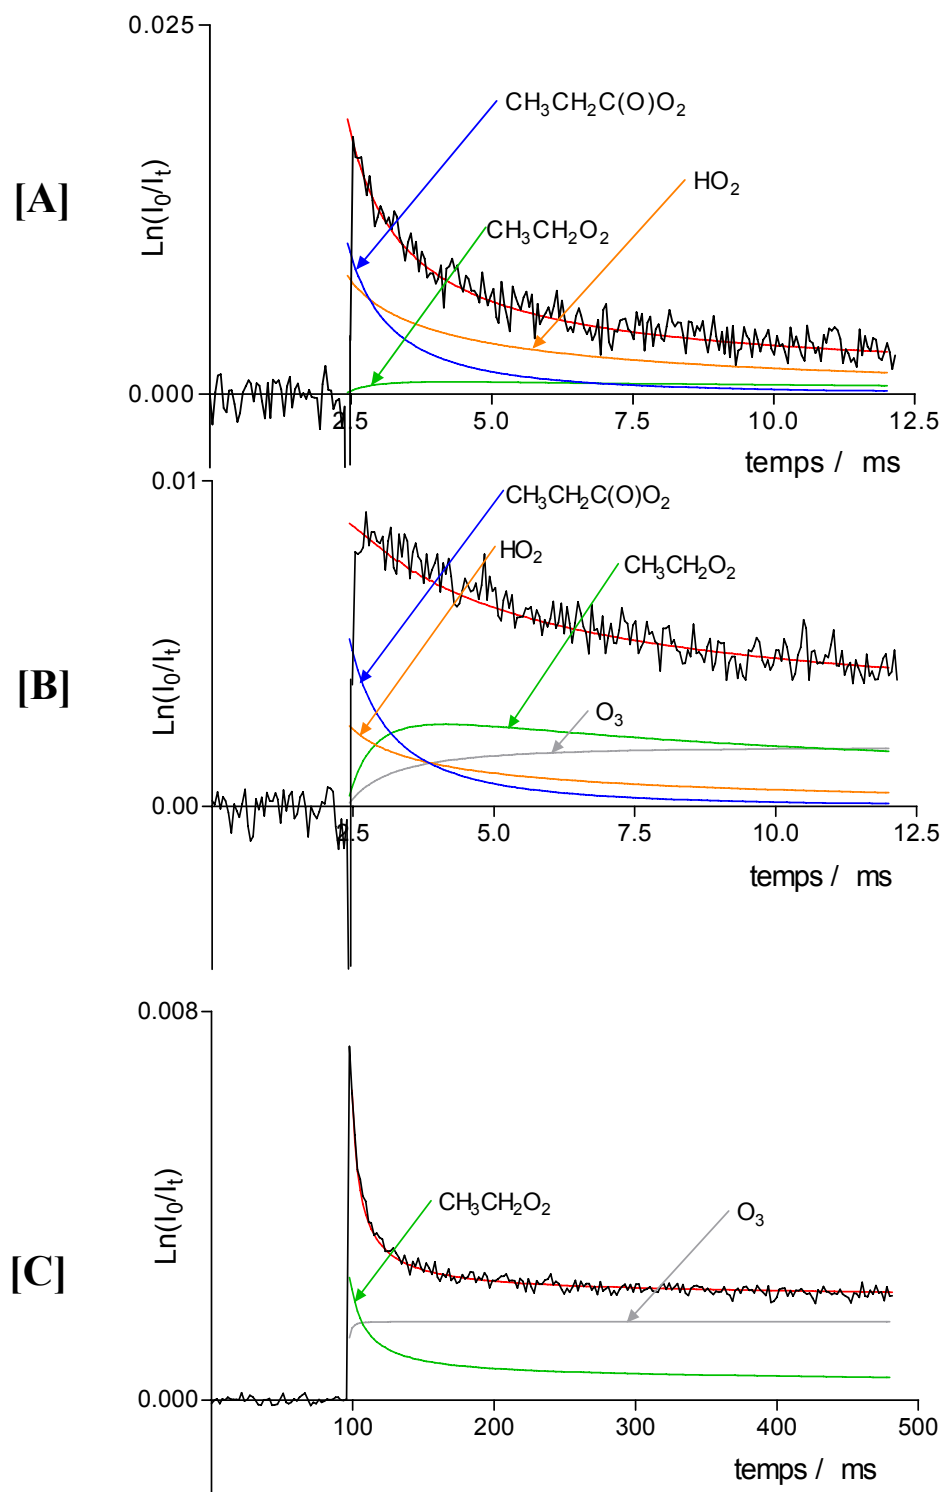 [A]
Ln(I₀/Iₜ)
0.025
0.000
CH₃CH₂C(O)O₂
HO₂
CH₃CH₂O₂
2.5 5.0 7.5 10.0 12.5
temps / ms
[B]
Ln(I₀/Iₜ)
0.01
0.00
CH₃CH₂C(O)O₂
HO₂
CH₃CH₂O₂
O₃
2.5 5.0 7.5 10.0 12.5
temps / ms
[C]
Ln(I₀/Iₜ)
0.008
0.000
CH₃CH₂O₂
O₃
100 200 300 400 500
temps / ms